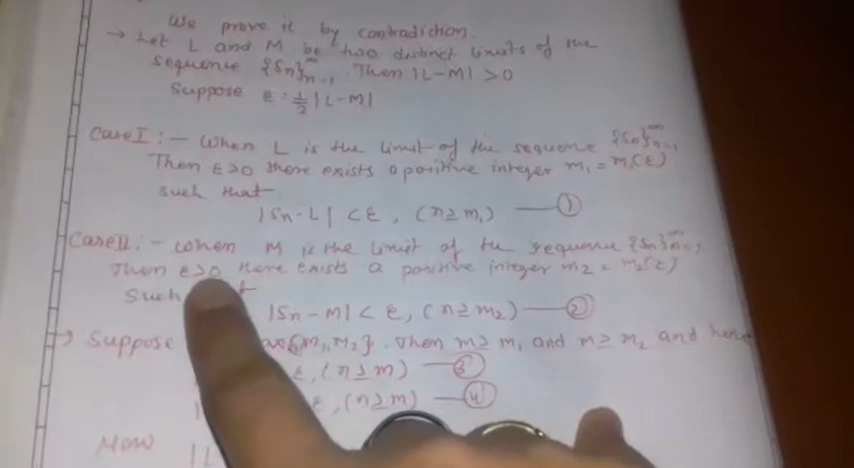 We prove it by contradiction.
→ Let L and M be two distinct limits of the
sequence {Sn}∞n=1. Then |L-M| >0
Suppose ε = 1/2 |L-M|
Case I :- When L is the limit of the sequence {Sn}∞n=1,
Then ε>0 there exists a positive integer m1 = m1(ε)
such that
|Sn-L| <ε, (n≥m1) — ①
Case II :- When M is the limit of the sequence {Sn}∞n=1,
Then ε>0 there exists a positive integer m2 = m2(ε)
Such
|Sn-M| < ε, (n≥m2) — ②
→ Suppose {M1, M2}. Then m≥ m1 and m≥ m2 and hence
ε, (n≥m) — ③
ε, (n≥m) — ④
Now |L